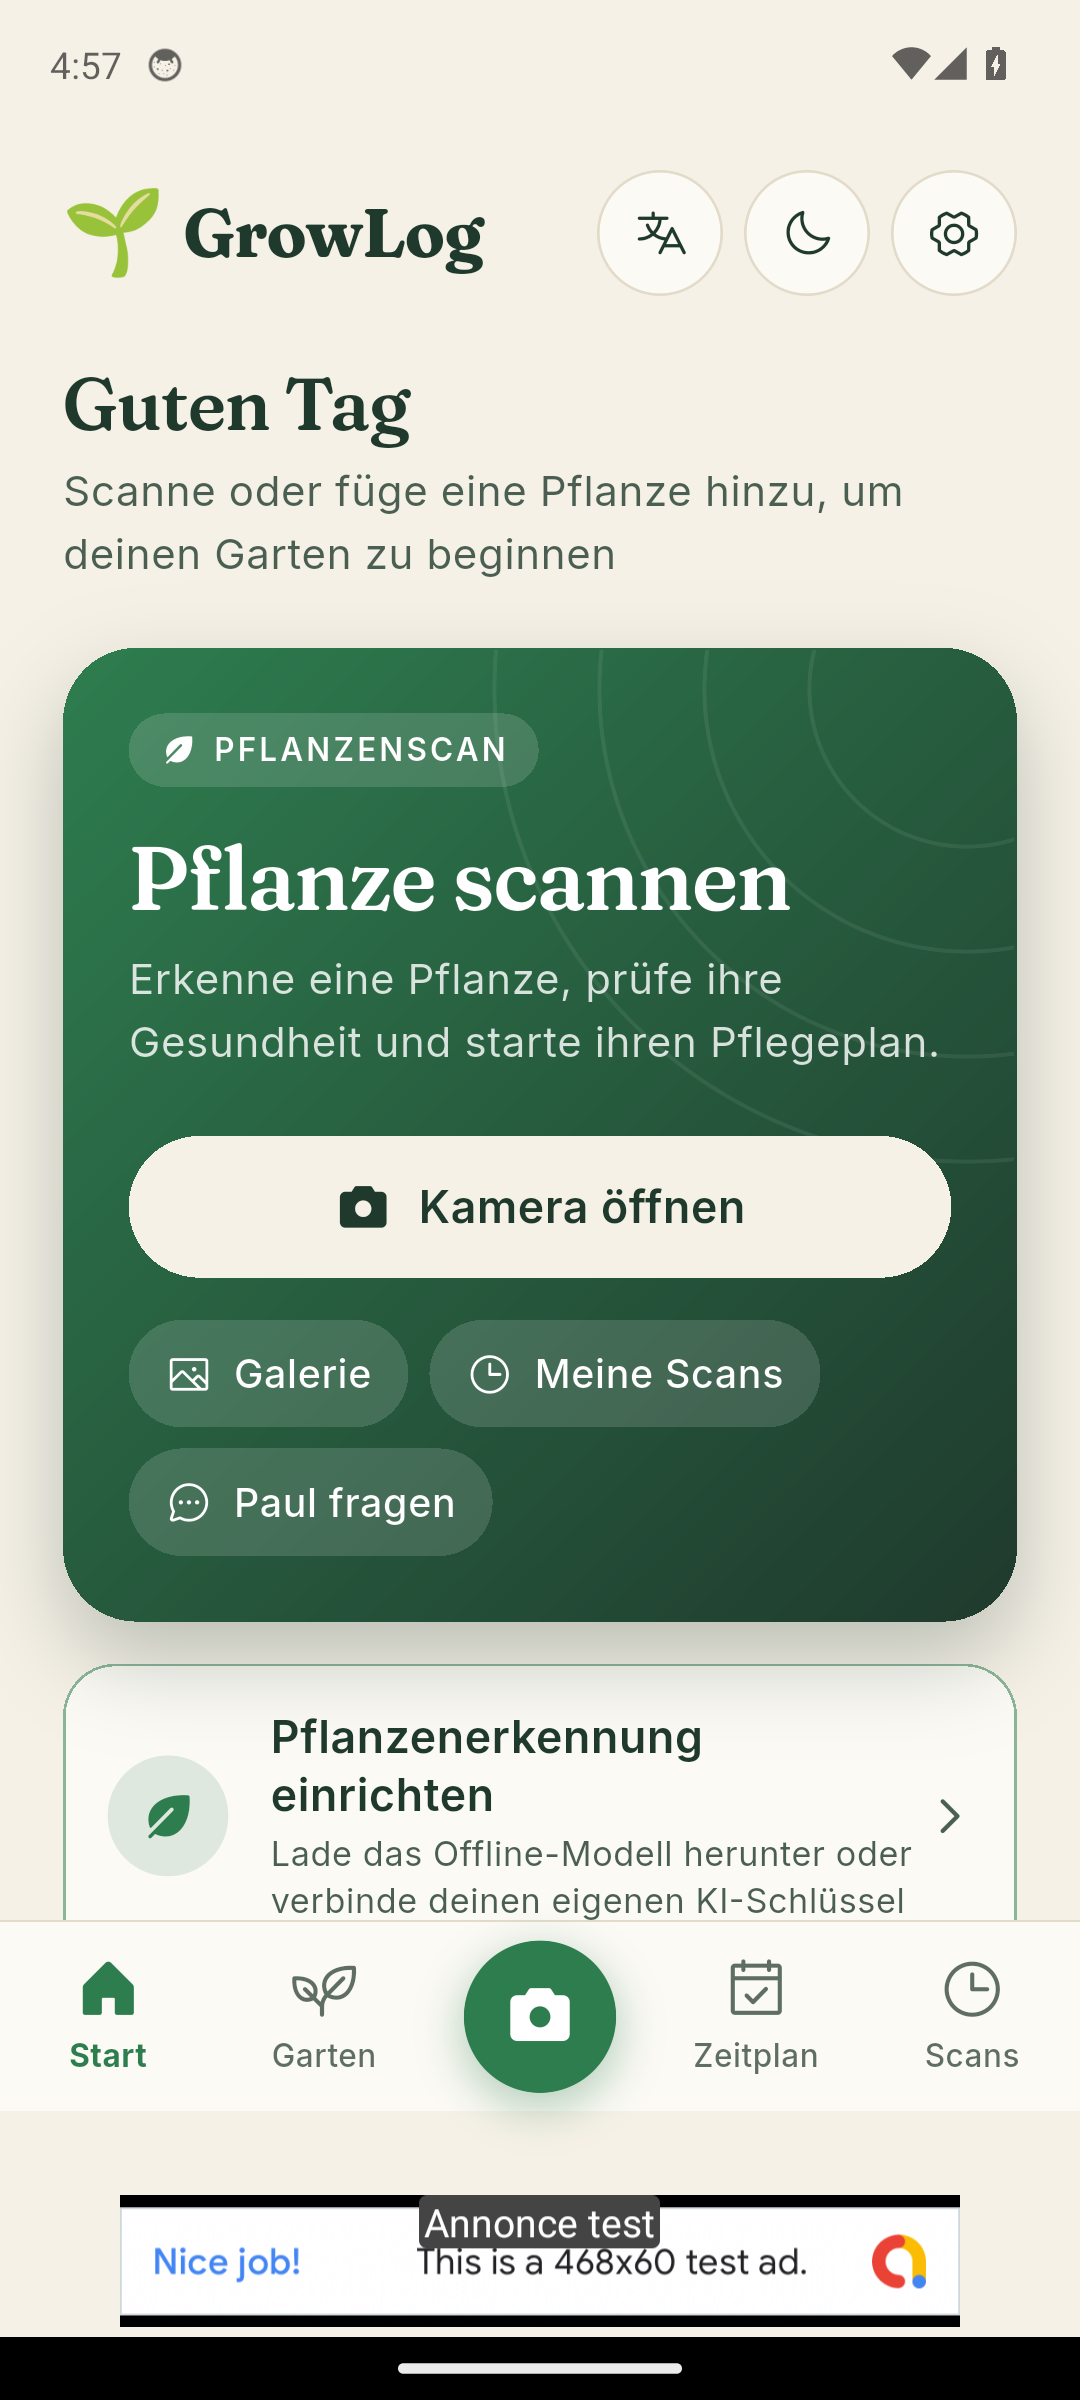 4:57
GrowLog
Guten Tag
Scanne oder füge eine Pflanze hinzu, um
deinen Garten zu beginnen
PFLANZENSCAN
Pflanze scannen
Erkenne eine Pflanze, prüfe ihre
Gesundheit und starte ihren Pflegeplan.
Kamera öffnen
Galerie
Meine Scans
Paul fragen
Pflanzenerkennung
einrichten
Lade das Offline-Modell herunter oder
verbinde deinen eigenen KI-Schlüssel
Start
Garten
Zeitplan
Scans
Annonce test
Nice job!
This is a 468x60 test ad.